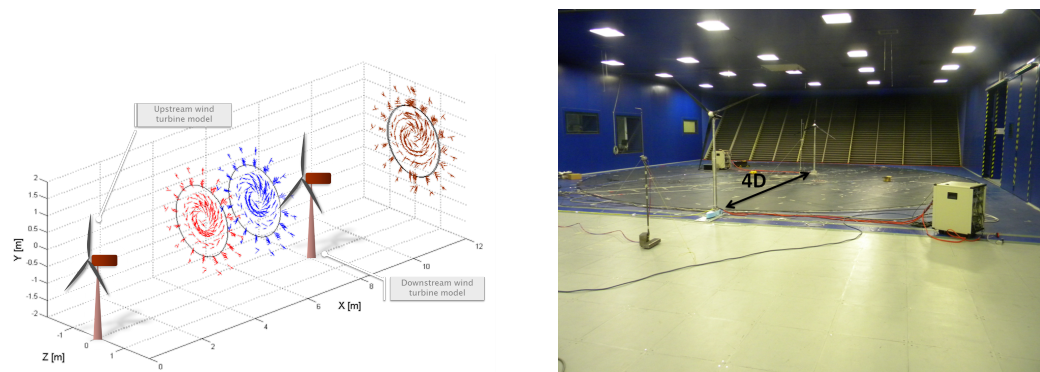 Upstream wind
turbine model
2
1.5
1
0.5
0
-0.5
-1
-1.5
-2
Y [m]
-1
0
1
Z [m]
0
2
4
6
8
10
12
X [m]
Downstream wind
turbine model
4D